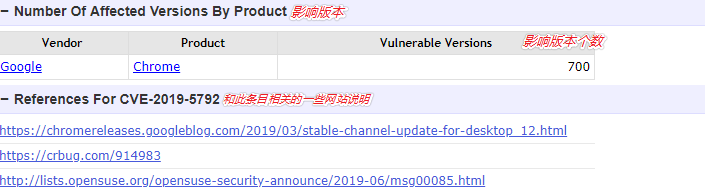 − Number Of Affected Versions By Product 影响版本
Vendor Product Vulnerable Versions 影响版本个数
Google Chrome 700
− References For CVE-2019-5792 和此条目相关的一些网站说明
https://chromereleases.googleblog.com/2019/03/stable-channel-update-for-desktop_12.html
https://crbug.com/914983
http://lists.opensuse.org/opensuse-security-announce/2019-06/msg00085.html